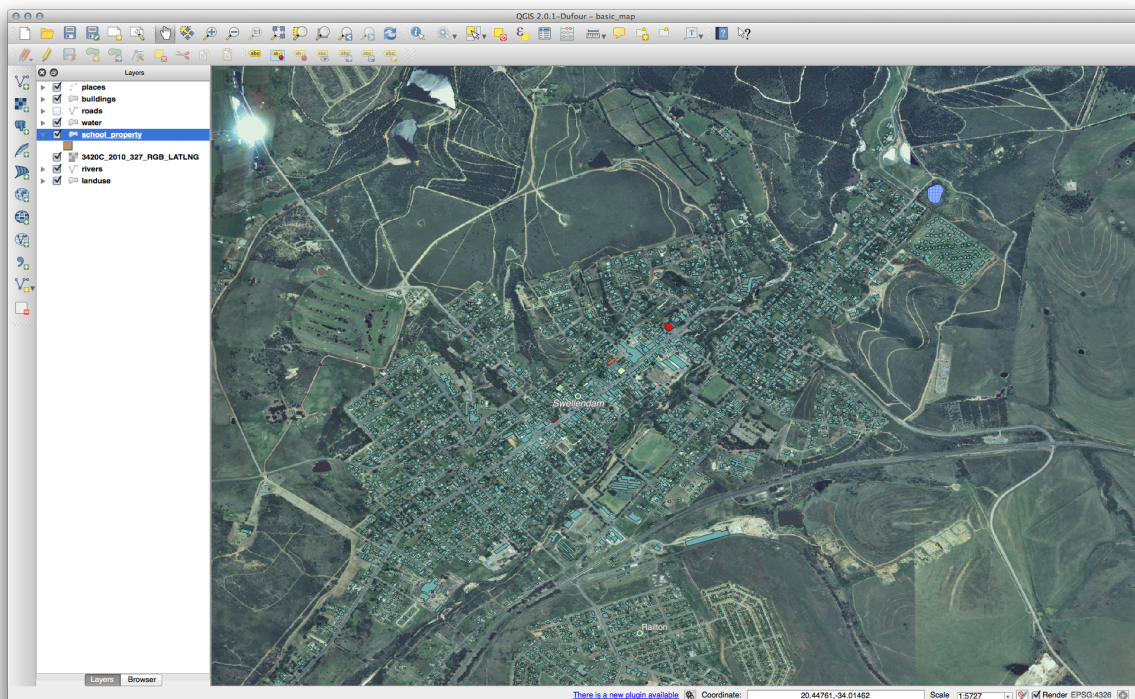 QGIS 2.0.1-Dufour - basic_map
Layers
places
buildings
roads
water
school_property
3420C_2010_327_RGB_LATLNG
rivers
landuse
Swellendam
Railton
Layers Browser
There is a new plugin available Coordinate: 20.44761,-34.01462 Scale 1:5727 Render EPSG:4326